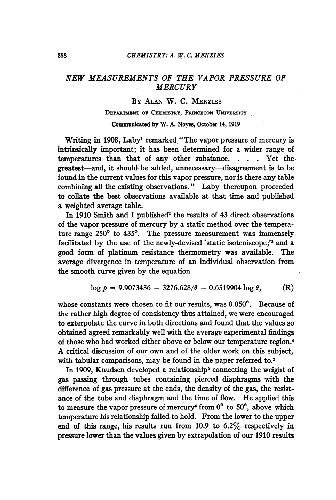 558 CHEMISTRY: A. W. C. MENZIES
NEW MEASUREMENTS OF THE VAPOR PRESSURE OF
MERCURY
BY ALAN W. C. MENZIES
DEPARTMENT OF CHEMISTRY, PRINCETON UNIVERSITY
Communicated by W. A. Noyes, October 14, 1919
Writing in 1908, Laby¹ remarked, "The vapor pressure of mercury is
intrinsically important; it has been determined for a wider range of
temperatures than that of any other substance. . . . Yet the
greatest—and, it should be added, unnecessary—disagreement is to be
found in the current values for this vapor pressure, nor is there any table
combining all the existing observations." Laby thereupon proceeded
to collate the best observations available at that time and published
a weighted average table.
In 1910 Smith and I published² the results of 43 direct observations
of the vapor pressure of mercury by a static method over the tempera-
ture range 250° to 435°. The pressure measurement was immensely
facilitated by the use of the newly-devised 'static isoteniscope,'³ and a
good form of platinum resistance thermometry was available. The
average divergence in temperature of an individual observation from
the smooth curve given by the equation
log p = 9.9073436 − 3276.628/θ − 0.6519904 log θ, (R)
whose constants were chosen to fit our results, was 0.050°. Because of
the rather high degree of consistency thus attained, we were encouraged
to exterpolate the curve in both directions and found that the values so
obtained agreed remarkably well with the average experimental findings
of those who had worked either above or below our temperature region.⁴
A critical discussion of our own and of the older work on this subject,
with tabular comparisons, may be found in the paper referred to.²
In 1909, Knudsen developed a relationship⁵ connecting the weight of
gas passing through tubes containing pierced diaphragms with the
difference of gas pressure at the ends, the density of the gas, the resist-
ance of the tube and diaphragm and the time of flow. He applied this
to measure the vapor pressure of mercury⁶ from 0° to 50°, above which
temperature his relationship failed to hold. From the lower to the upper
end of this range, his results run from 10.9 to 6.2% respectively in
pressure lower than the values given by extrapolation of our 1910 results